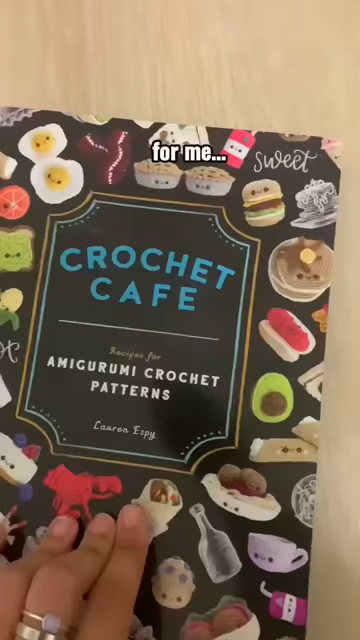 for me...
sweet
CROCHET
CAFE
Recipes for
AMIGURUMI CROCHET
PATTERNS
Lauren Espy